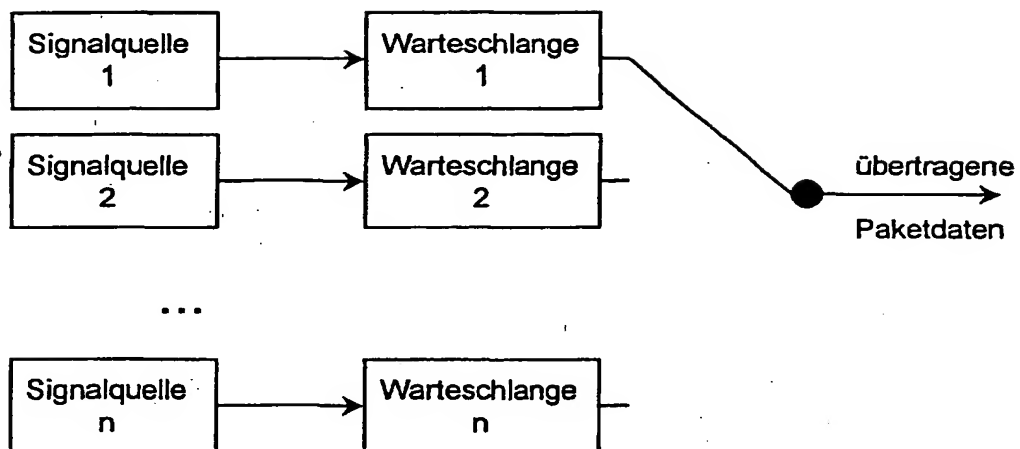 Signalquelle
1
Warteschlange
1
Signalquelle
2
Warteschlange
2
übertragene
Paketdaten
...
Signalquelle
n
Warteschlange
n